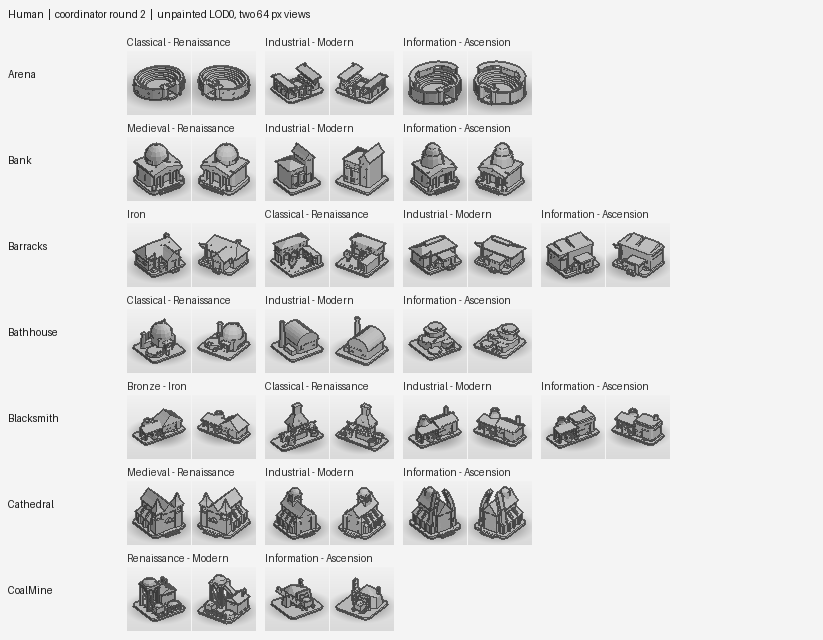 Human | coordinator round 2 | unpainted LOD0, two 64 px views
Classical - Renaissance Industrial - Modern Information - Ascension
Arena
Medieval - Renaissance Industrial - Modern Information - Ascension
Bank
Iron Classical - Renaissance Industrial - Modern Information - Ascension
Barracks
Classical - Renaissance Industrial - Modern Information - Ascension
Bathhouse
Bronze - Iron Classical - Renaissance Industrial - Modern Information - Ascension
Blacksmith
Medieval - Renaissance Industrial - Modern Information - Ascension
Cathedral
Renaissance - Modern Information - Ascension
CoalMine